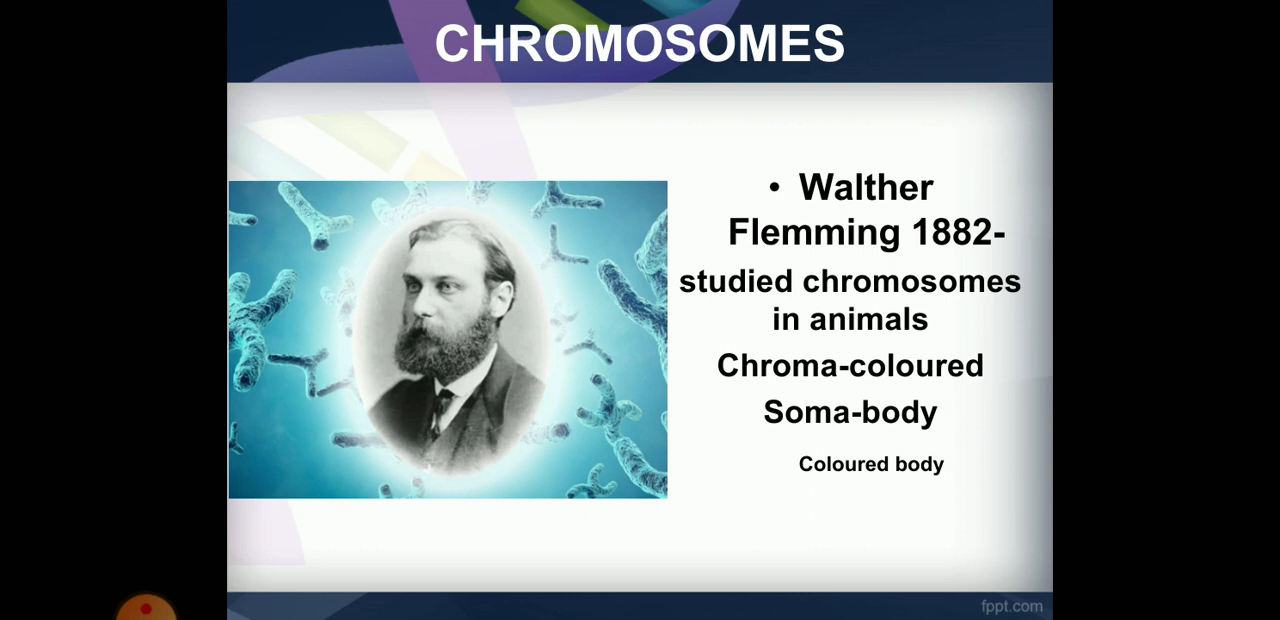 CHROMOSOMES
• Walther
Flemming 1882-
studied chromosomes
in animals
Chroma-coloured
Soma-body
Coloured body
fppt.com